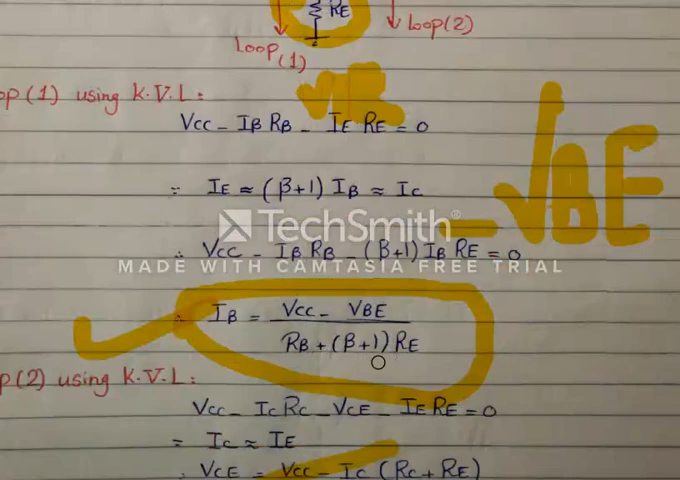 RE
Loop(1)
Loop(2)
op(1) using K.V.L:
VBE
VCC - IB RB - IE RE = 0
∵ IE ≈ (β+1) IB ≈ IC
- VBE
TechSmith®
∴ VCC - IB RB - (β+1) IB RE = 0
MADE WITH CAMTASIA FREE TRIAL
∴ IB = VCC - VBE
RB + (β+1) RE
op(2) using K.V.L:
VCC - IC RC - VCE - IE RE = 0
∵ IC ≈ IE
∴ VCE = VCC - IC (RC + RE)